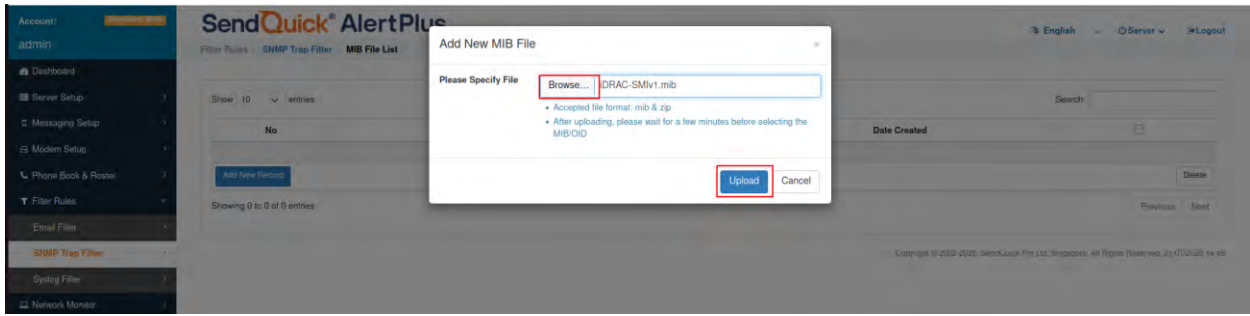 Account:
admin
SendQuick® AlertPlus
English
Server
Logout
Filter Rules
SNMP Trap Filter
MIB File List
Add New MIB File
×
Please Specify File
Browse...
iDRAC-SMIv1.mib
• Accepted file format: mib & zip
• After uploading, please wait for a few minutes before selecting the
MIB/OID
Upload
Cancel
Dashboard
Server Setup
Messaging Setup
Modem Setup
Phone Book & Roster
Filter Rules
Email Filter
SNMP Trap Filter
Syslog Filter
Network Monitor
Show 10 entries
Search:
No
Date Created
Add New Record
Delete
Showing 0 to 0 of 0 entries
Previous
Next